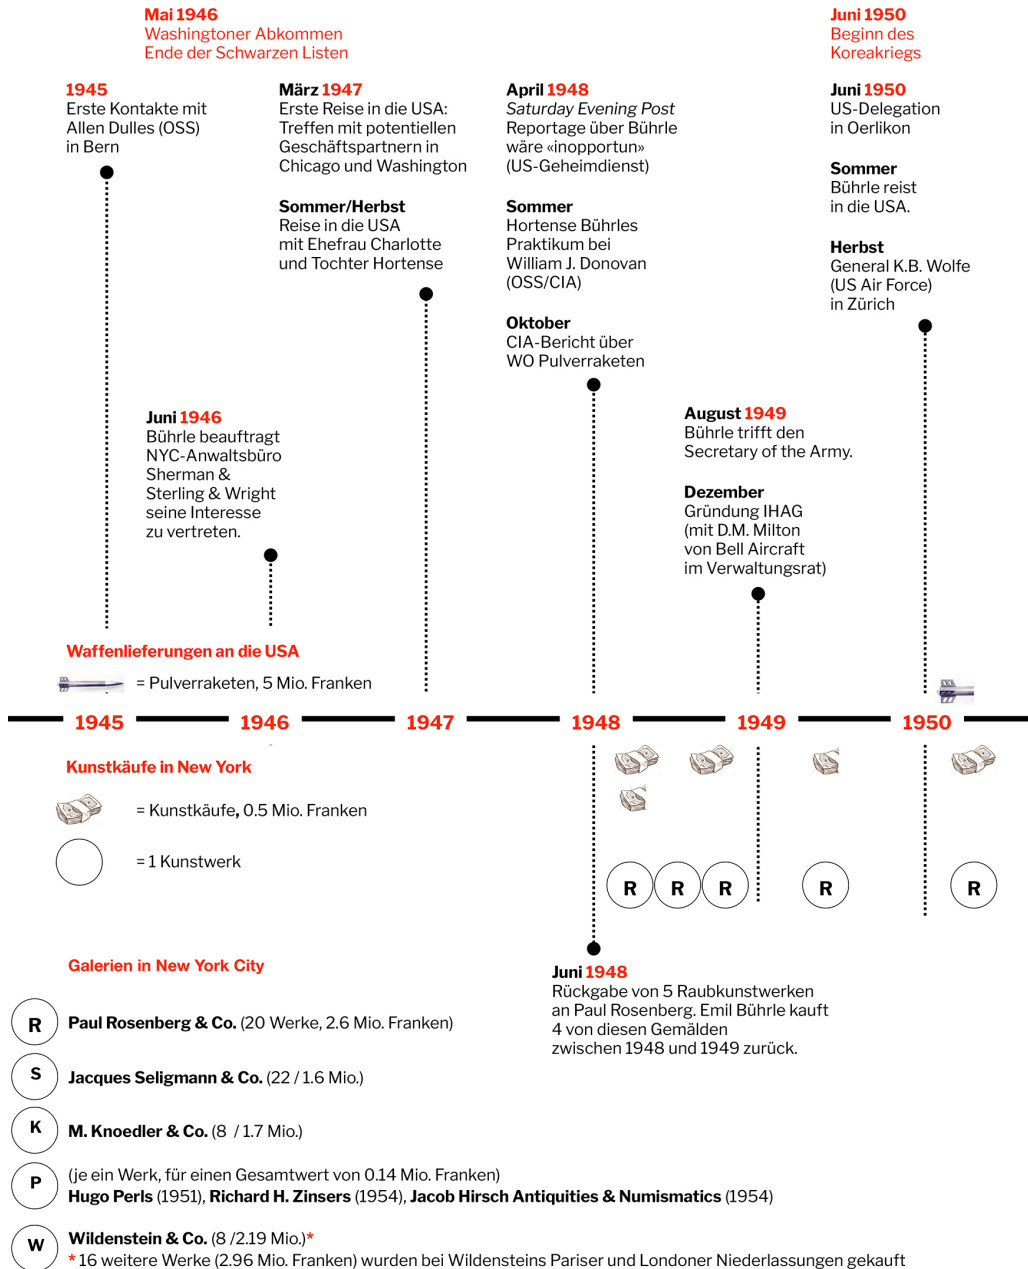 Mai 1946
Washingtoner Abkommen
Ende der Schwarzen Listen
Juni 1950
Beginn des
Koreakriegs
1945
Erste Kontakte mit
Allen Dulles (OSS)
in Bern
März 1947
Erste Reise in die USA:
Treffen mit potentiellen
Geschäftspartnern in
Chicago und Washington
Sommer/Herbst
Reise in die USA
mit Ehefrau Charlotte
und Tochter Hortense
April 1948
Saturday Evening Post
Reportage über Bührle
wäre «inopportun»
(US-Geheimdienst)
Sommer
Hortense Bührles
Praktikum bei
William J. Donovan
(OSS/CIA)
Oktober
CIA-Bericht über
WO Pulverraketen
Juni 1950
US-Delegation
in Oerlikon
Sommer
Bührle reist
in die USA.
Herbst
General K.B. Wolfe
(US Air Force)
in Zürich
Juni 1946
Bührle beauftragt
NYC-Anwaltsbüro
Sherman &
Sterling & Wright
seine Interesse
zu vertreten.
August 1949
Bührle trifft den
Secretary of the Army.
Dezember
Gründung IHAG
(mit D.M. Milton
von Bell Aircraft
im Verwaltungsrat)
Waffenlieferungen an die USA
= Pulverraketen, 5 Mio. Franken
1945 1946 1947 1948 1949 1950
Kunstkäufe in New York
= Kunstkäufe, 0.5 Mio. Franken
= 1 Kunstwerk
R R R R R
Juni 1948
Rückgabe von 5 Raubkunstwerken
an Paul Rosenberg. Emil Bührle kauft
4 von diesen Gemälden
zwischen 1948 und 1949 zurück.
Galerien in New York City
R Paul Rosenberg & Co. (20 Werke, 2.6 Mio. Franken)
S Jacques Seligmann & Co. (22 / 1.6 Mio.)
K M. Knoedler & Co. (8 / 1.7 Mio.)
P (je ein Werk, für einen Gesamtwert von 0.14 Mio. Franken)
Hugo Perls (1951), Richard H. Zinsers (1954), Jacob Hirsch Antiquities & Numismatics (1954)
W Wildenstein & Co. (8 /2.19 Mio.)*
* 16 weitere Werke (2.96 Mio. Franken) wurden bei Wildensteins Pariser und Londoner Niederlassungen gekauft